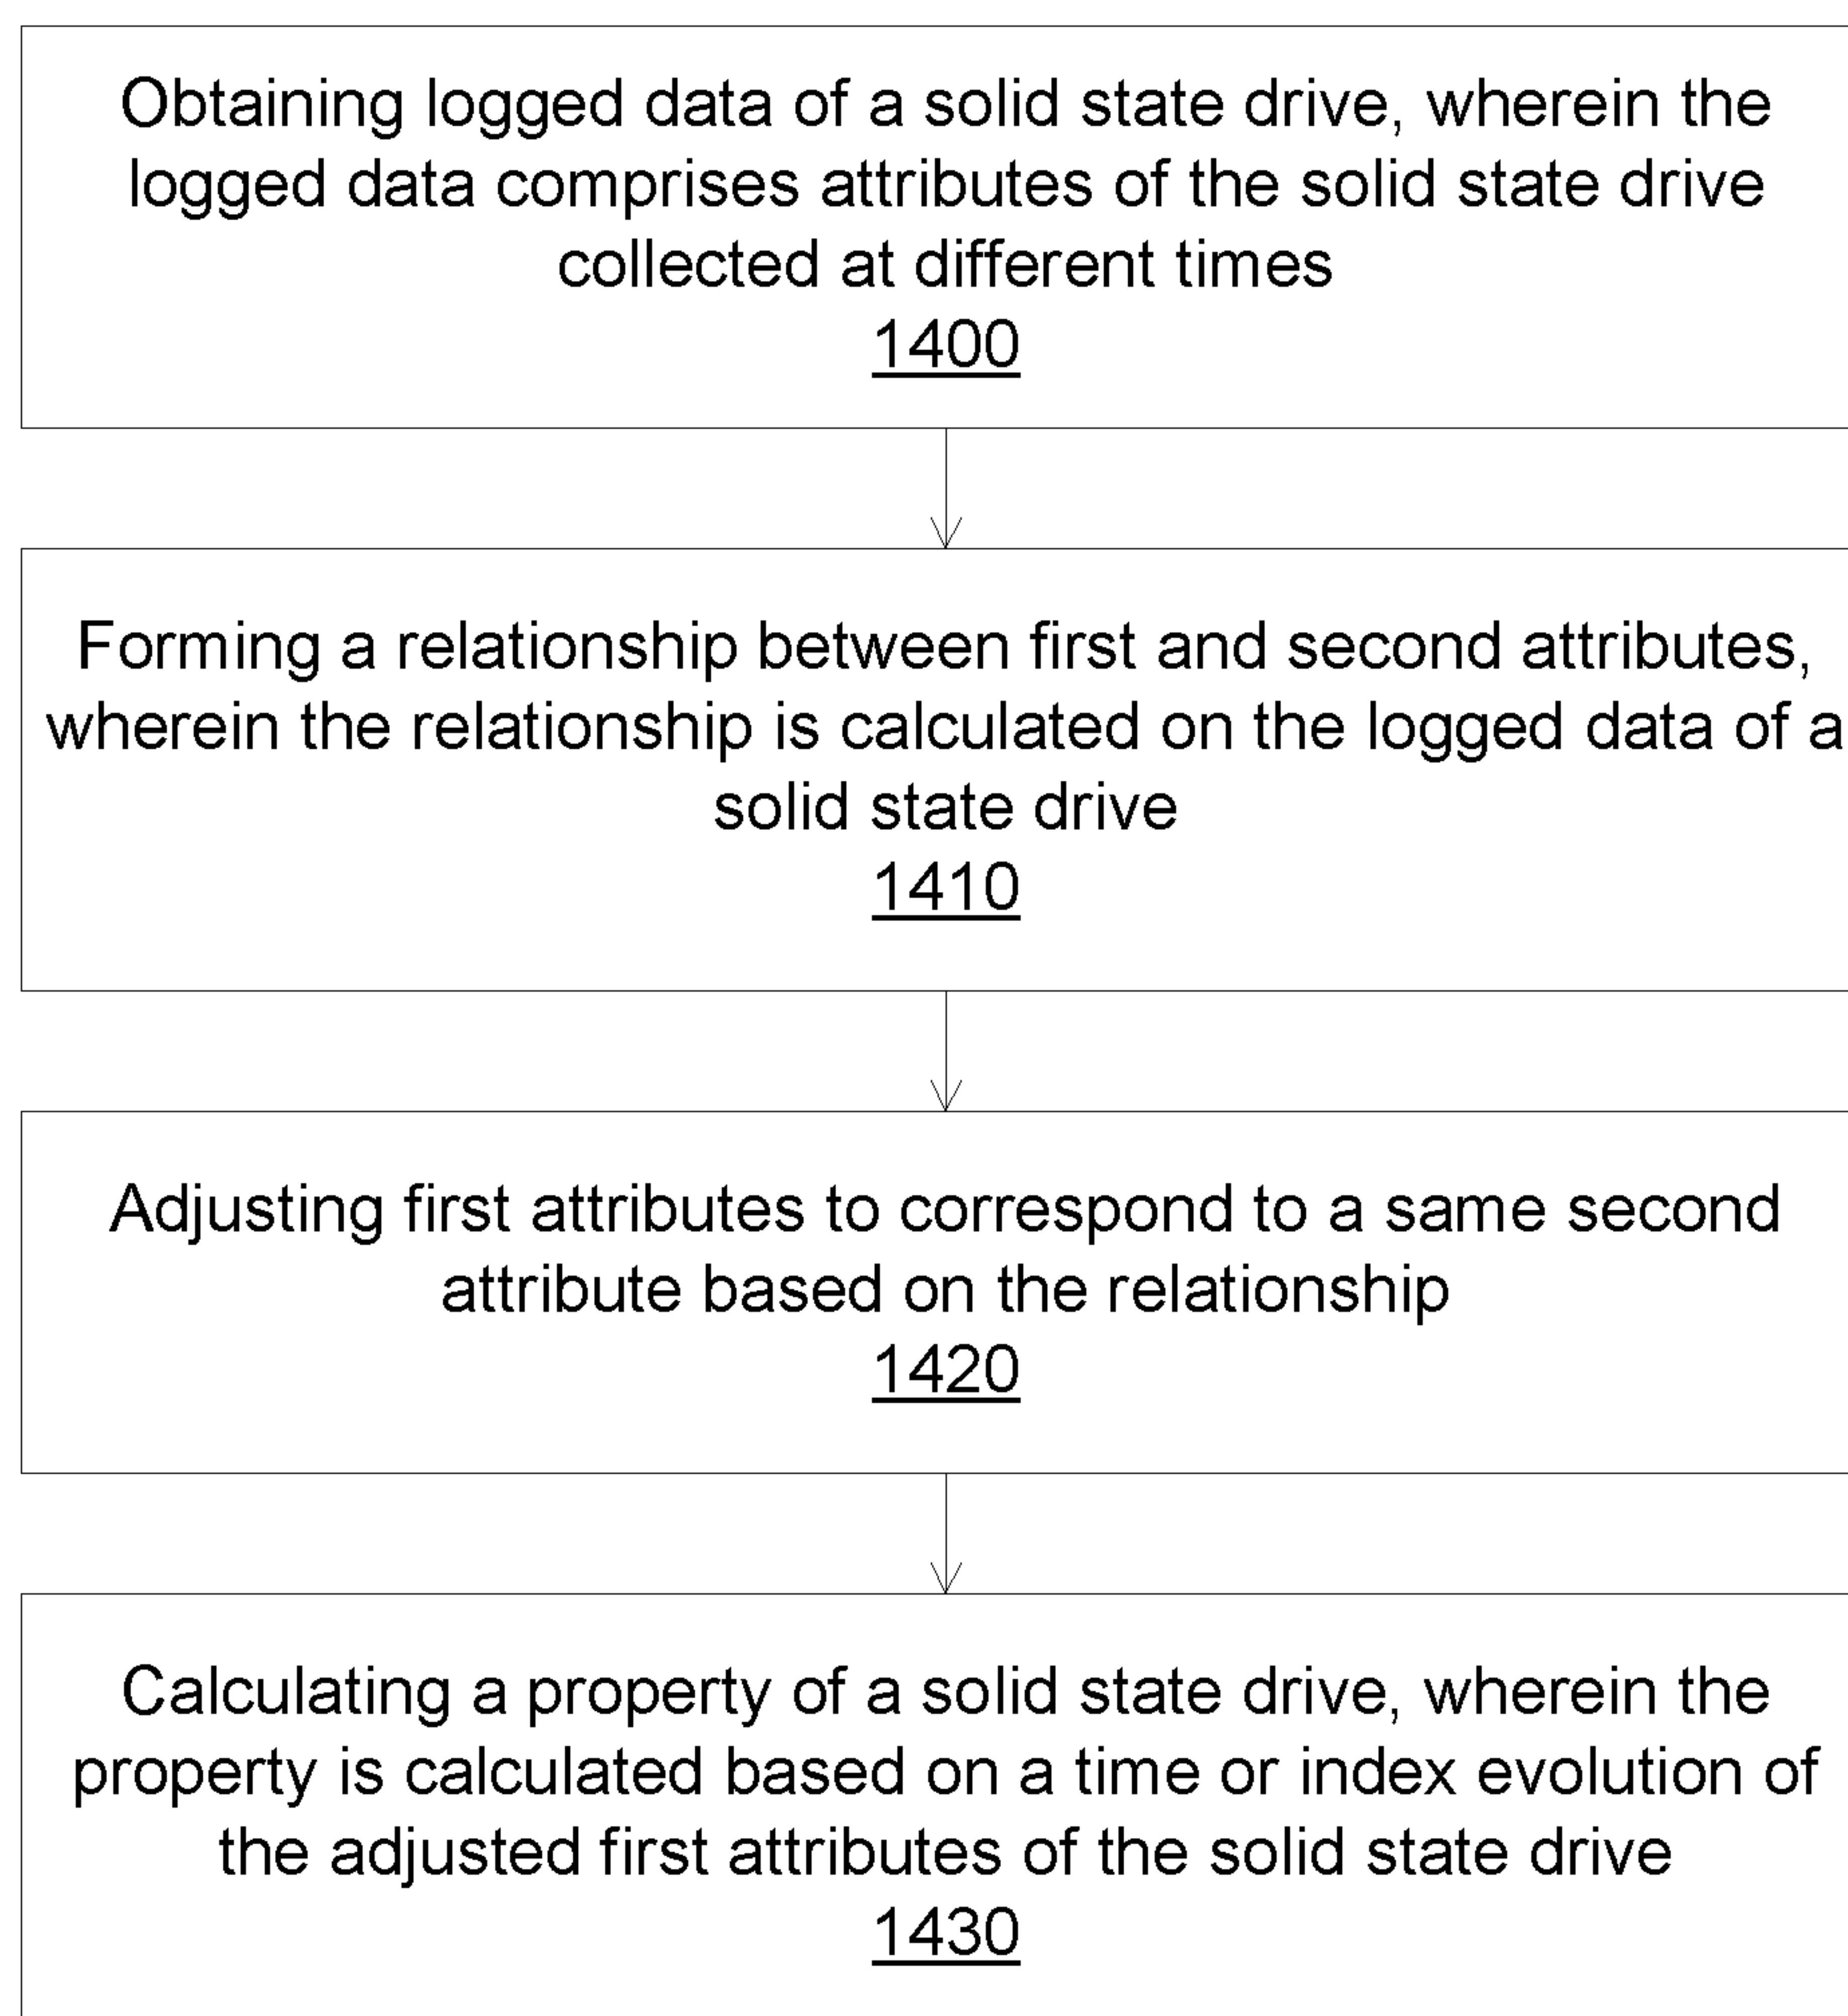 Obtaining logged data of a solid state drive, wherein the
logged data comprises attributes of the solid state drive
collected at different times
1400
Forming a relationship between first and second attributes,
wherein the relationship is calculated on the logged data of a
solid state drive
1410
Adjusting first attributes to correspond to a same second
attribute based on the relationship
1420
Calculating a property of a solid state drive, wherein the
property is calculated based on a time or index evolution of
the adjusted first attributes of the solid state drive
1430